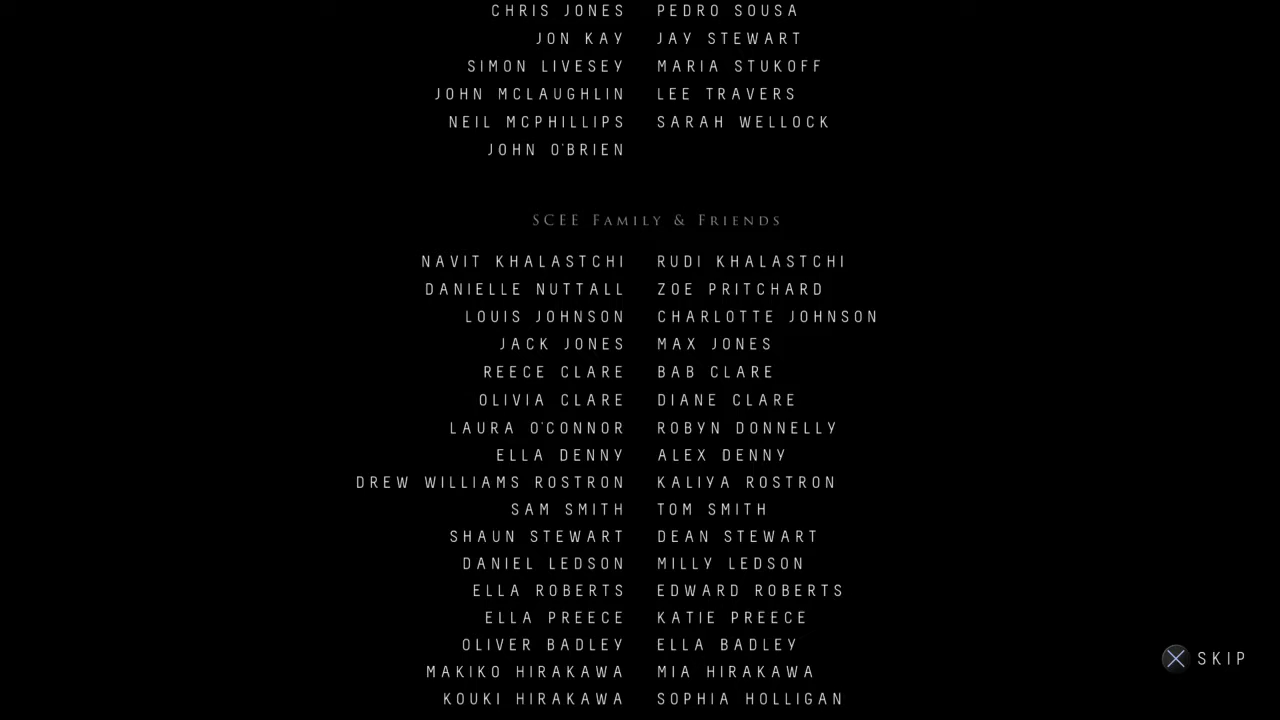 CHRIS JONES PEDRO SOUSA
JON KAY JAY STEWART
SIMON LIVESEY MARIA STUKOFF
JOHN MCLAUGHLIN LEE TRAVERS
NEIL MCPHILLIPS SARAH WELLOCK
JOHN O'BRIEN
SCEE FAMILY & FRIENDS
NAVIT KHALASTCHI RUDI KHALASTCHI
DANIELLE NUTTALL ZOE PRITCHARD
LOUIS JOHNSON CHARLOTTE JOHNSON
JACK JONES MAX JONES
REECE CLARE BAB CLARE
OLIVIA CLARE DIANE CLARE
LAURA O'CONNOR ROBYN DONNELLY
ELLA DENNY ALEX DENNY
DREW WILLIAMS ROSTRON KALIYA ROSTRON
SAM SMITH TOM SMITH
SHAUN STEWART DEAN STEWART
DANIEL LEDSON MILLY LEDSON
ELLA ROBERTS EDWARD ROBERTS
ELLA PREECE KATIE PREECE
OLIVER BADLEY ELLA BADLEY
MAKIKO HIRAKAWA MIA HIRAKAWA
KOUKI HIRAKAWA SOPHIA HOLLIGAN
SKIP